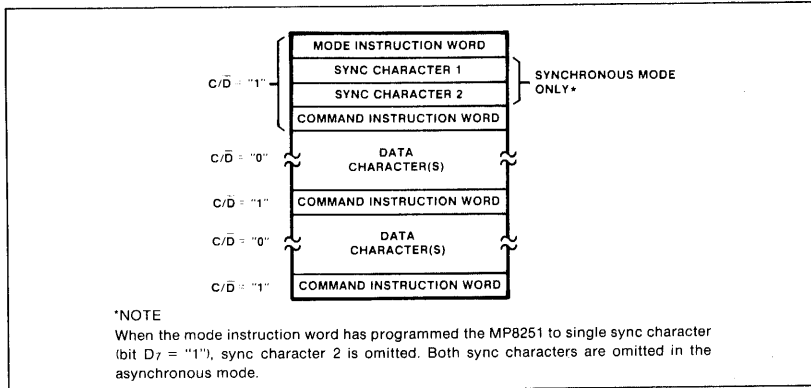 MODE INSTRUCTION WORD
C/D̅ = "1"
SYNC CHARACTER 1
SYNC CHARACTER 2
SYNCHRONOUS MODE
ONLY*
COMMAND INSTRUCTION WORD
C/D̅ = "0"
DATA
CHARACTER(S)
C/D̅ = "1"
COMMAND INSTRUCTION WORD
C/D̅ = "0"
DATA
CHARACTER(S)
C/D̅ = "1"
COMMAND INSTRUCTION WORD
*NOTE
When the mode instruction word has programmed the MP8251 to single sync character
(bit D7 = "1"), sync character 2 is omitted. Both sync characters are omitted in the
asynchronous mode.